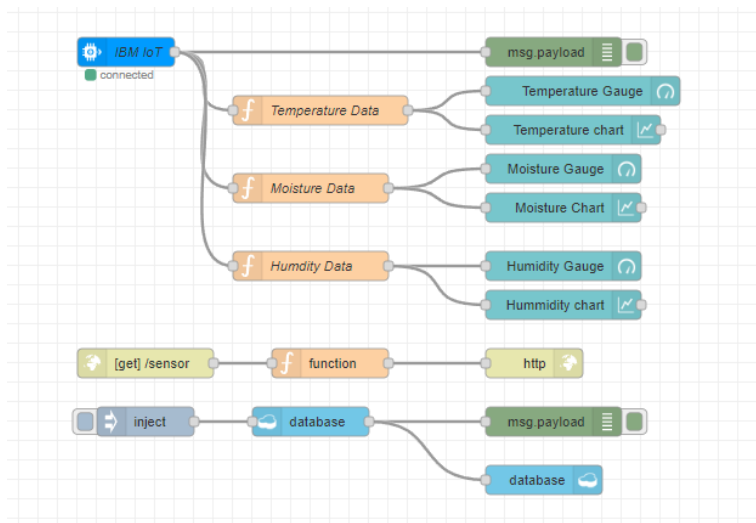 IBM IoT
msg.payload
connected
Temperature Data
Temperature Gauge
Temperature chart
Moisture Data
Moisture Gauge
Moisture Chart
Humdity Data
Humidity Gauge
Hummidity chart
[get] /sensor
function
http
inject
database
msg.payload
database